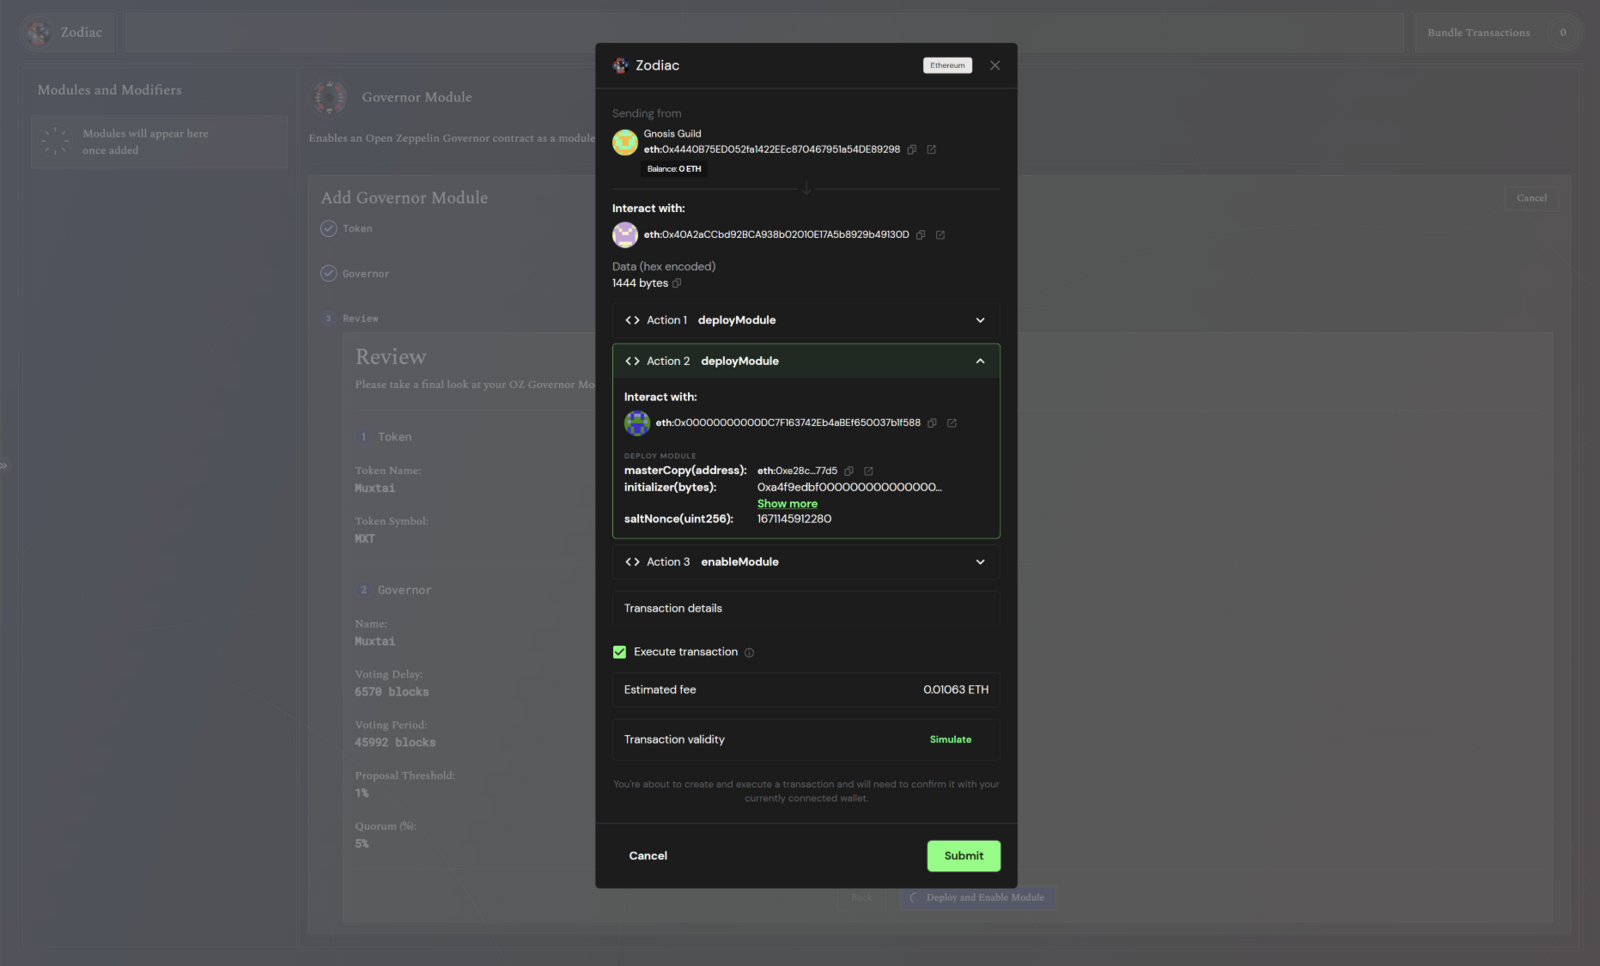 Zodiac
Bundle Transactions 0
Modules and Modifiers
Modules will appear here
once added
Governor Module
Enables an Open Zeppelin Governor contract as a module
Add Governor Module
Cancel
Token
Governor
3 Review
Review
Please take a final look at your OZ Governor Mo
1 Token
Token Name:
Muxtai
Token Symbol:
MXT
2 Governor
Name:
Muxtai
Voting Delay:
6570 blocks
Voting Period:
45992 blocks
Proposal Threshold:
1%
Quorum (%):
5%
Back
Deploy and Enable Module
Zodiac
Ethereum
Sending from
Gnosis Guild
eth:0x4440B75ED052fa1422EEc870467951a54DE89298
Balance: 0 ETH
Interact with:
eth:0x40A2aCCbd92BCA938b02010E17A5b8929b49130D
Data (hex encoded)
1444 bytes
Action 1 deployModule
Action 2 deployModule
Interact with:
eth:0x00000000000DC7F163742Eb4aBEf650037b1f588
DEPLOY MODULE
masterCopy(address): eth:0xe28c...77d5
initializer(bytes): 0xa4f9edbf000000000000000...
Show more
saltNonce(uint256): 1671145912280
Action 3 enableModule
Transaction details
Execute transaction
Estimated fee 0.01063 ETH
Transaction validity Simulate
You're about to create and execute a transaction and will need to confirm it with your
currently connected wallet.
Cancel
Submit